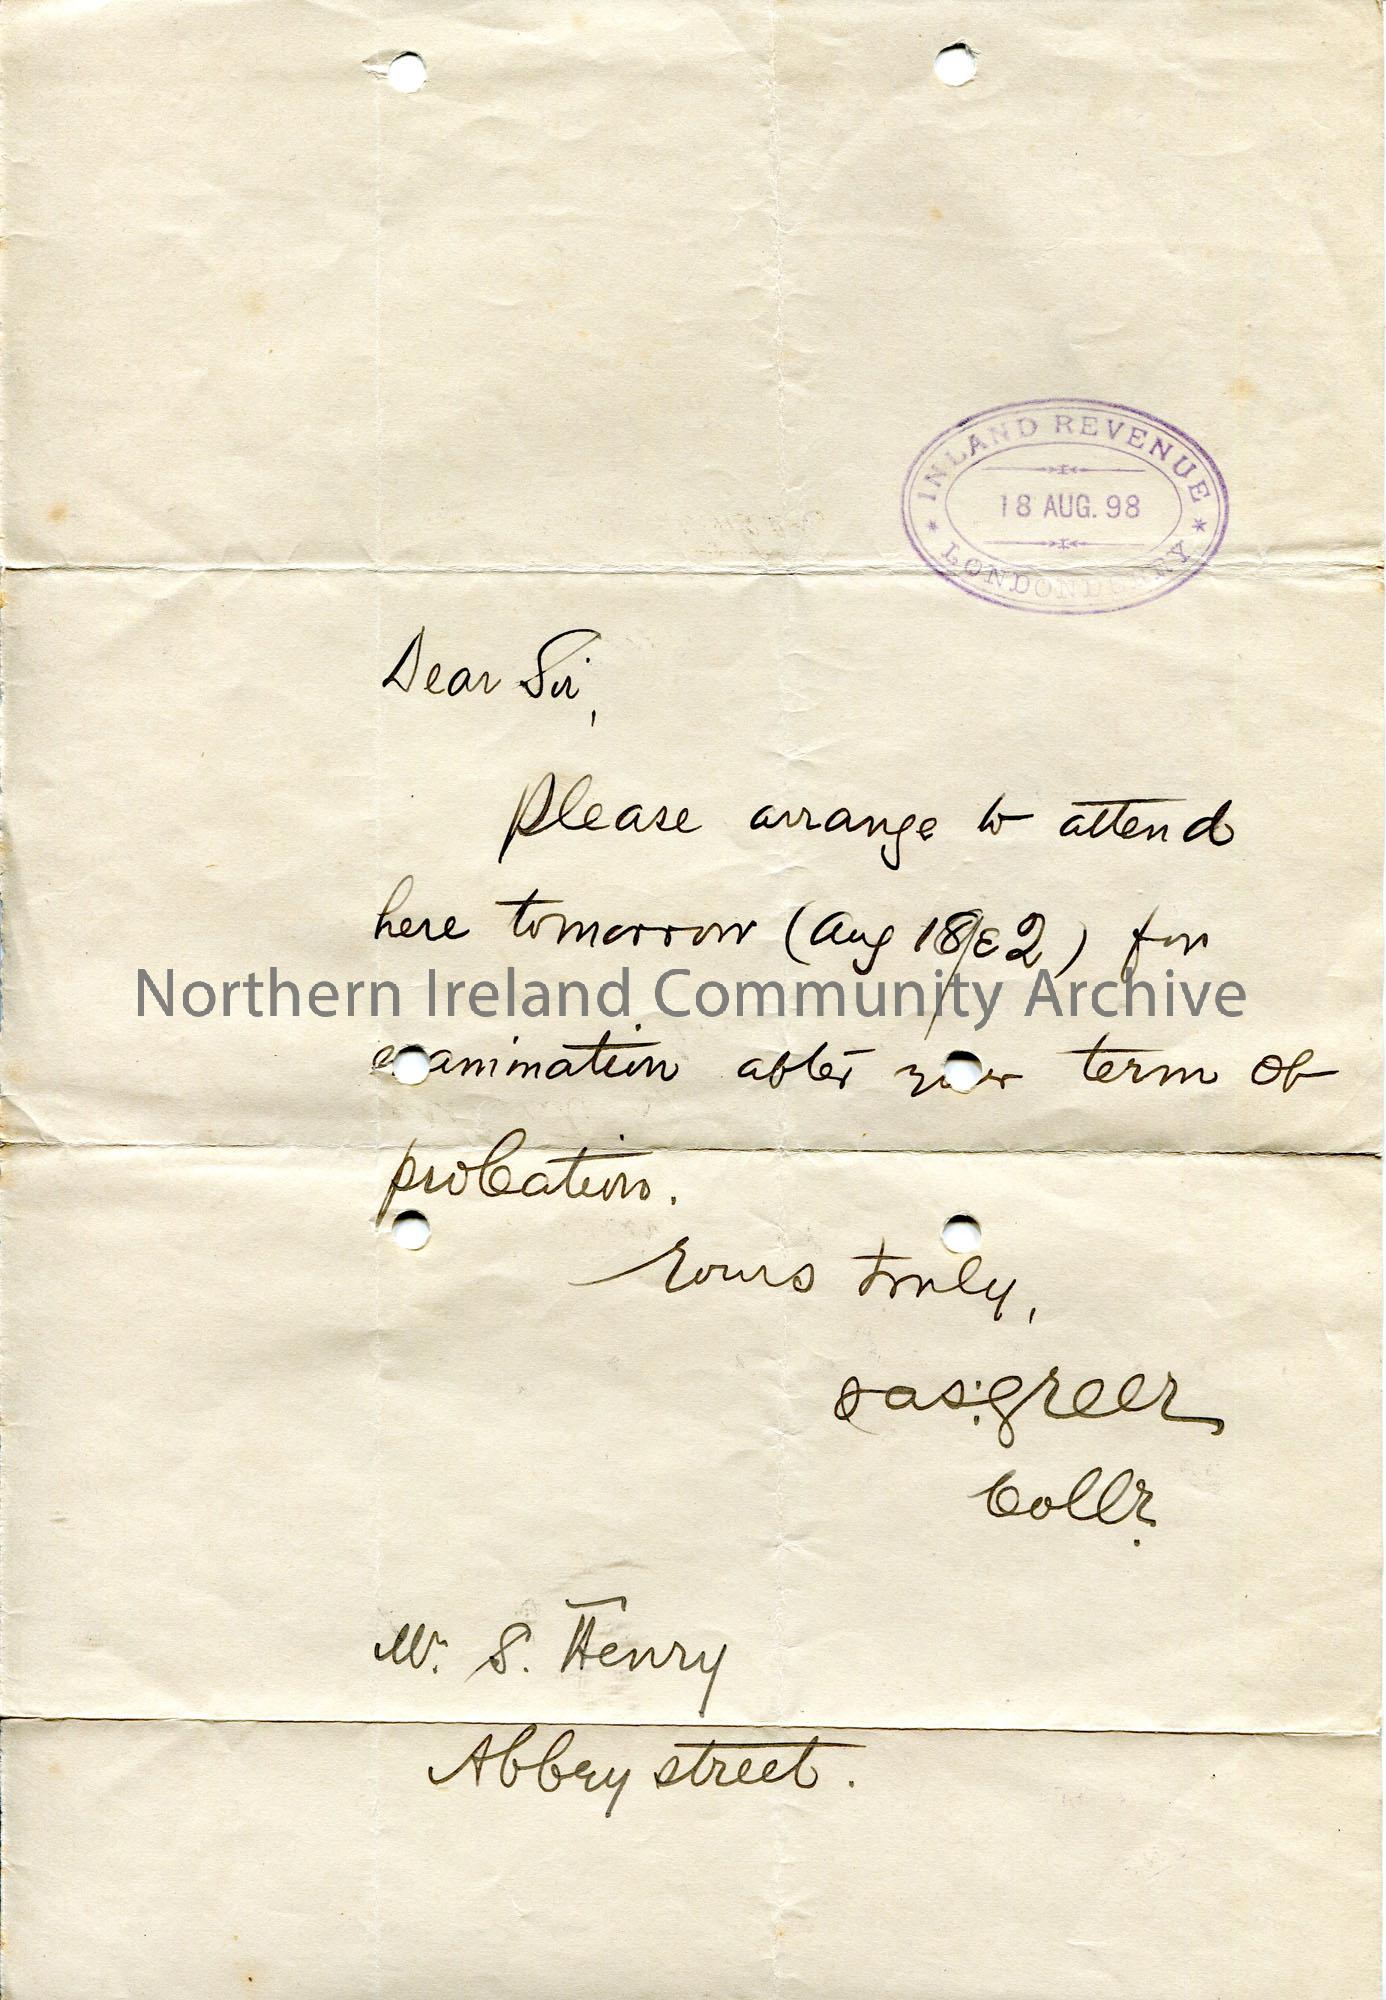 INLAND REVENUE
18 AUG. 98
LONDONDERRY
Dear Sir,
Please arrange to attend
here tomorrow (Aug 18/82) for
Northern Ireland Community Archive
examination after your term of
probation.
Yours truly,
Jas: Greer
Collr.
Mr. S. Henry
Abbey street.